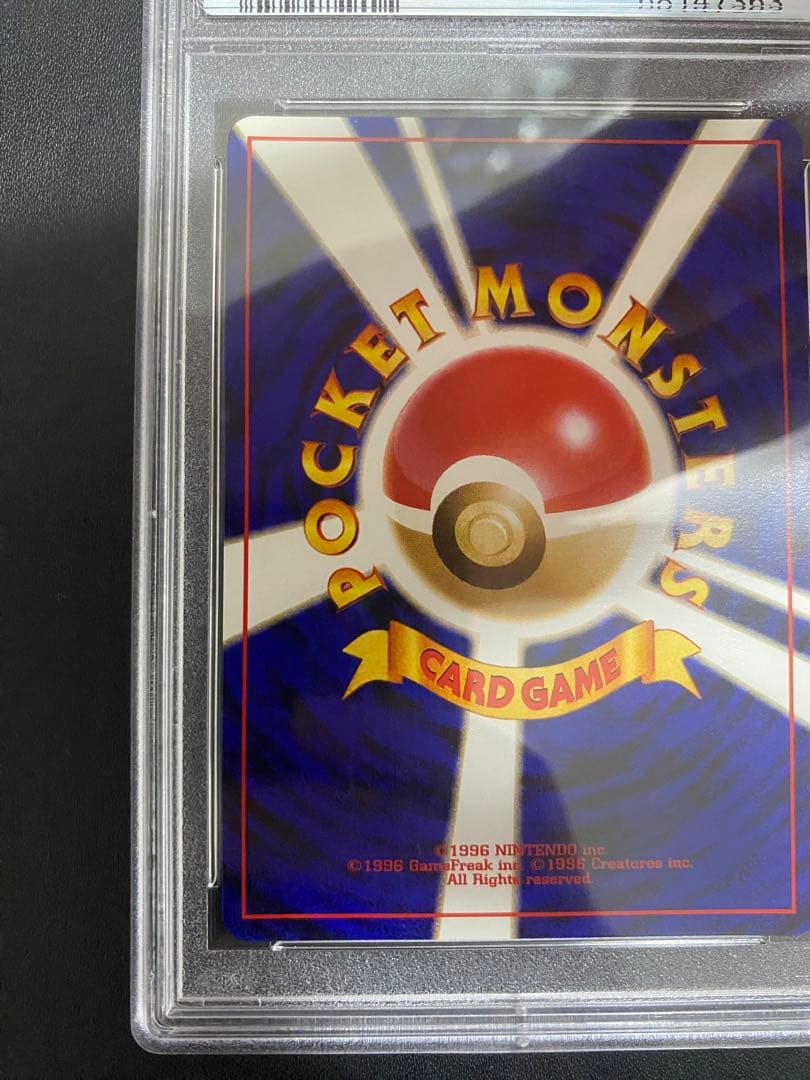 POCKET MONSTERS
CARD GAME
©1996 NINTENDO inc.
©1996 GameFreak inc. ©1996 Creatures inc.
All Rights reserved.